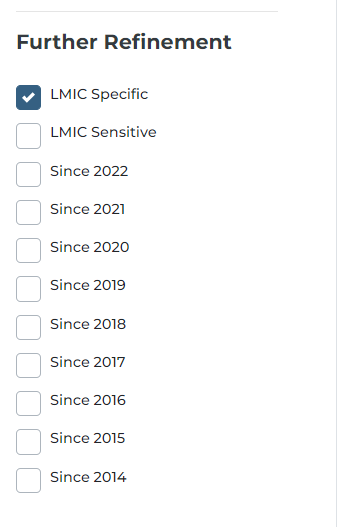 Further Refinement
LMIC Specific
LMIC Sensitive
Since 2022
Since 2021
Since 2020
Since 2019
Since 2018
Since 2017
Since 2016
Since 2015
Since 2014